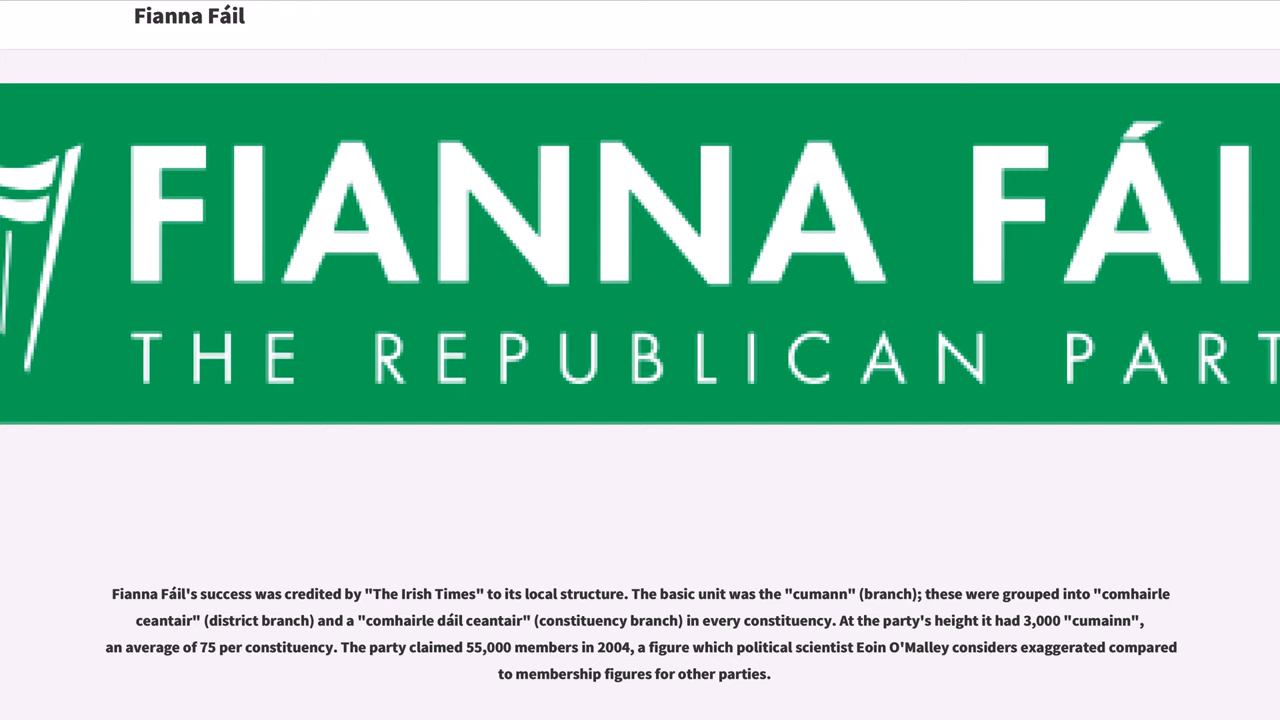 Fianna Fáil
FIANNA FÁI
THE REPUBLICAN PART
Fianna Fáil's success was credited by "The Irish Times" to its local structure. The basic unit was the "cumann" (branch); these were grouped into "comhairle
ceantair" (district branch) and a "comhairle dáil ceantair" (constituency branch) in every constituency. At the party's height it had 3,000 "cumainn",
an average of 75 per constituency. The party claimed 55,000 members in 2004, a figure which political scientist Eoin O'Malley considers exaggerated compared
to membership figures for other parties.